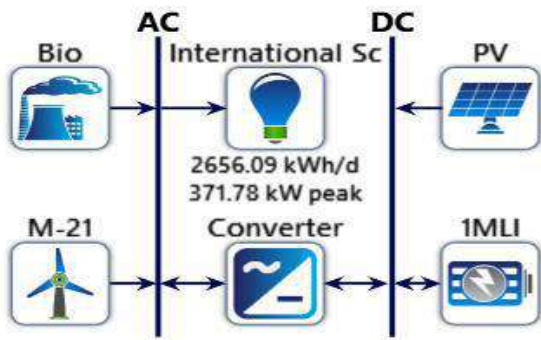 AC DC
Bio International Sc PV
2656.09 kWh/d
371.78 kW peak
M-21 Converter 1MLI